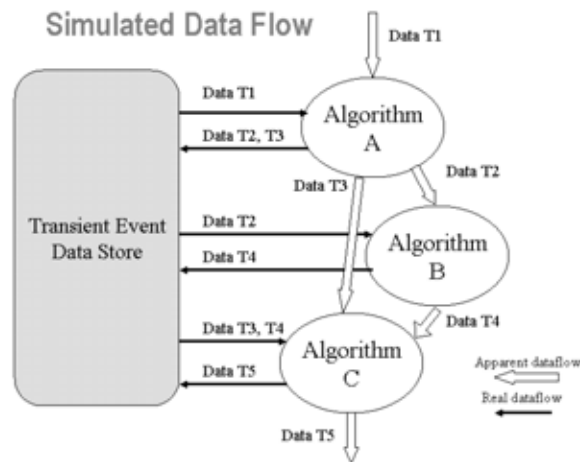 Simulated Data Flow
Data T1
Data T1
Algorithm
A
Data T2, T3
Data T3
Data T2
Transient Event
Data Store
Data T2
Algorithm
B
Data T4
Data T3, T4
Data T4
Algorithm
C
Apparent dataflow
Data T5
Real dataflow
Data T5